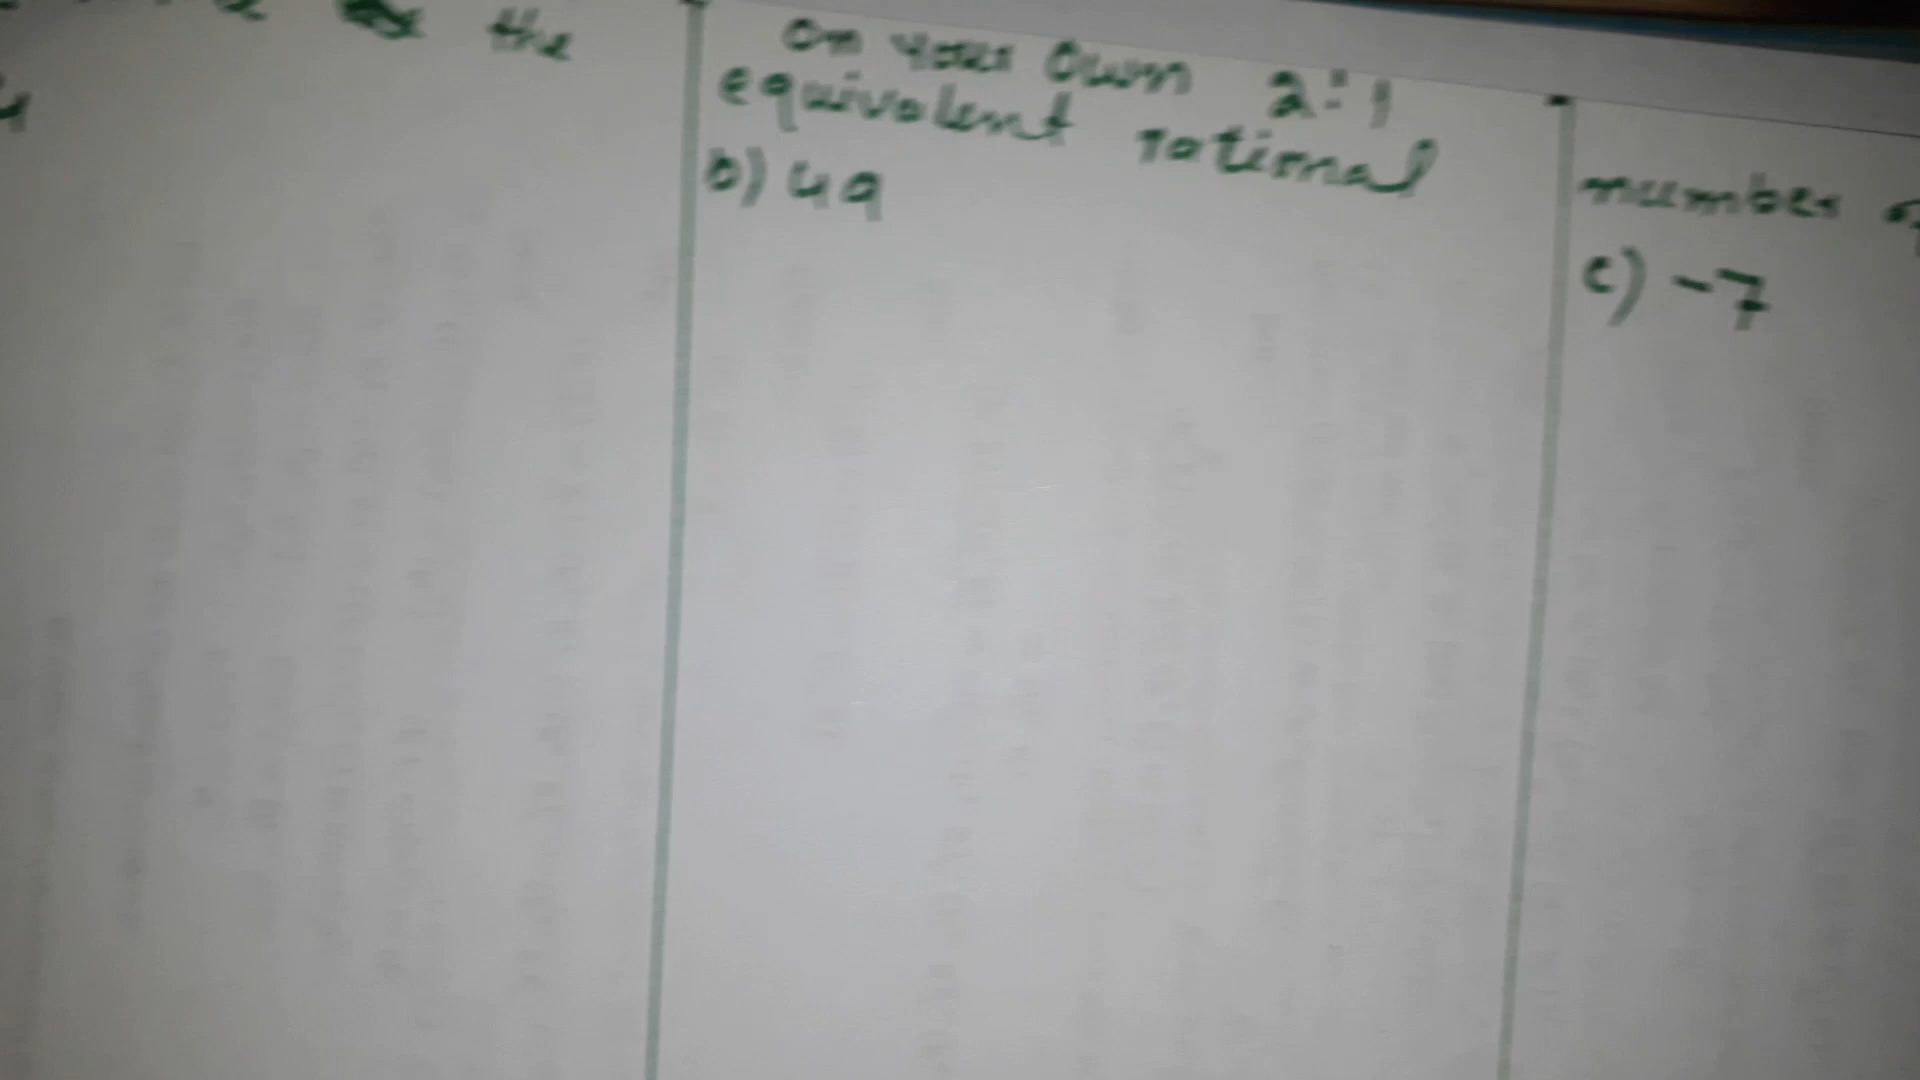 the
On your Own 2:1
equivalent rational number
b) 49
c) -7